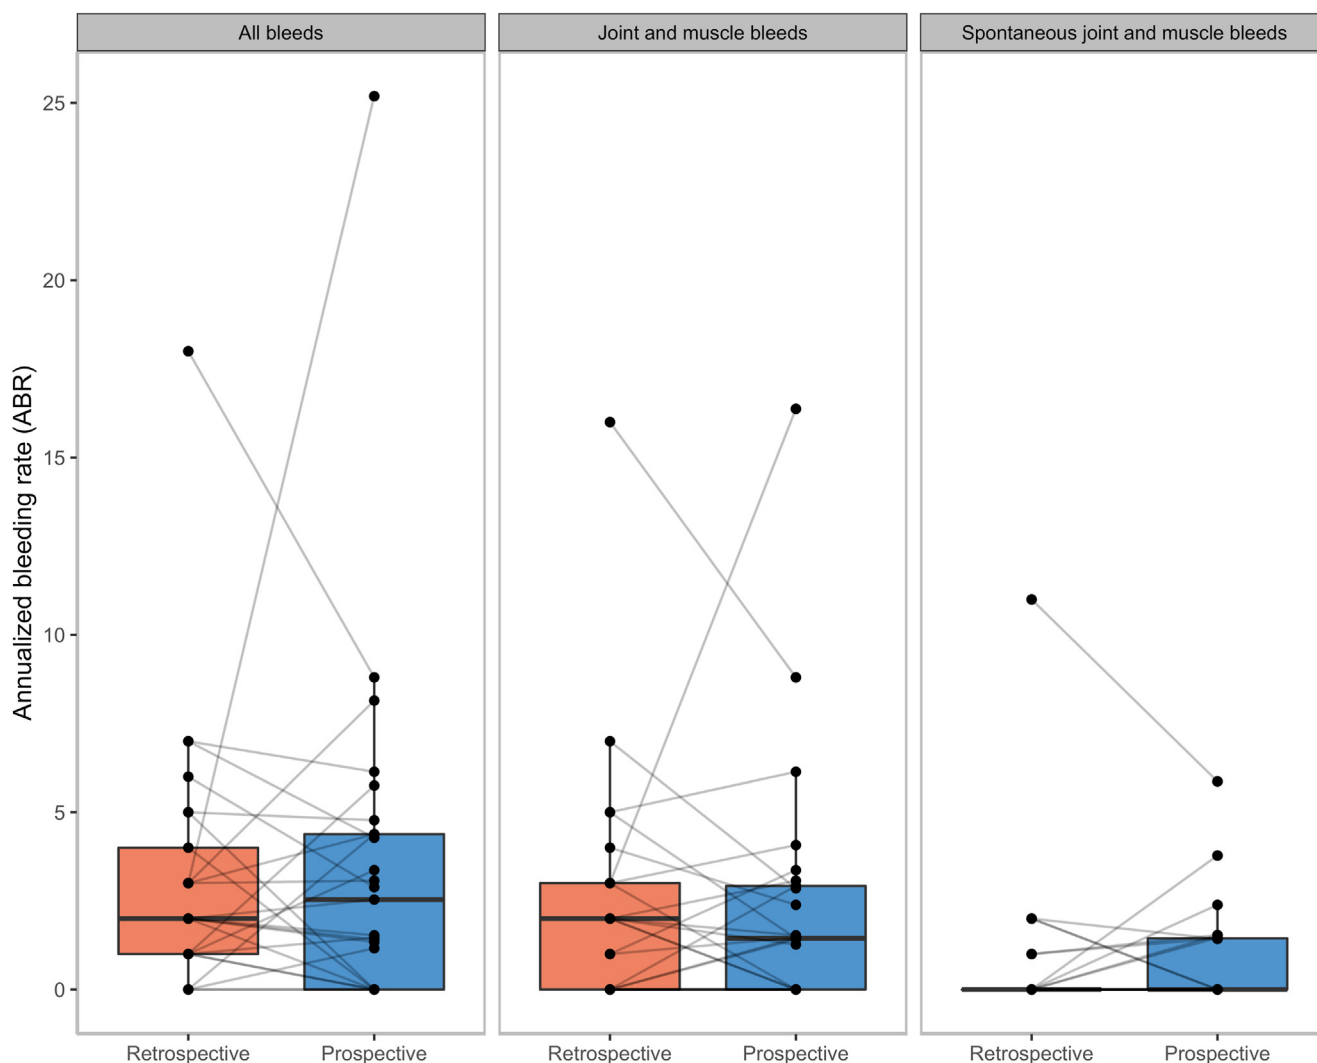 All bleeds
Joint and muscle bleeds
Spontaneous joint and muscle bleeds
Annualized bleeding rate (ABR)
25
20
15
10
5
0
Retrospective
Prospective
Retrospective
Prospective
Retrospective
Prospective